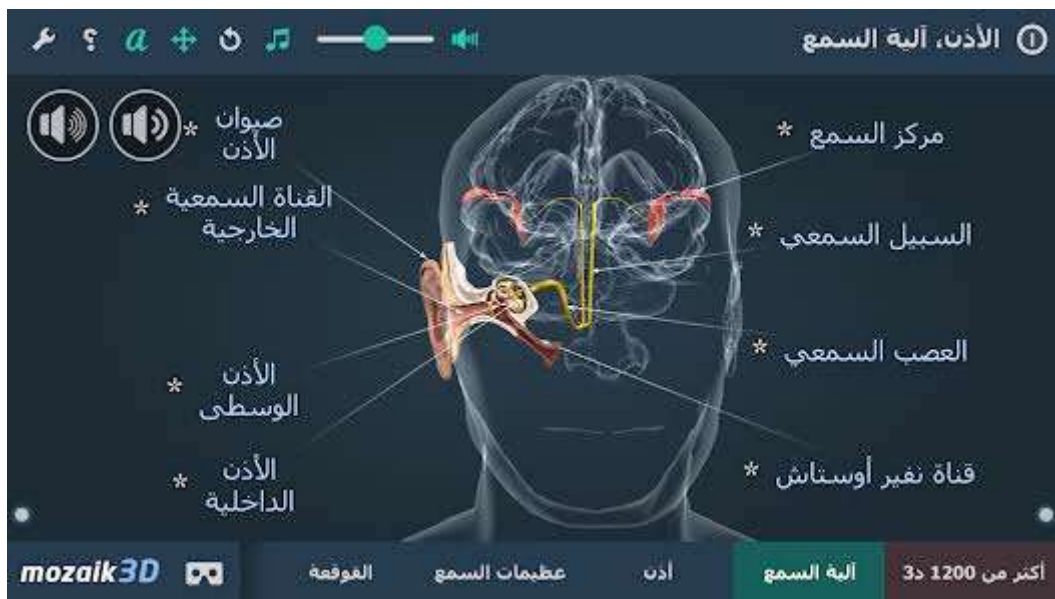 الأذن، آلية السمع
صيوان
الأذن *
القناة السمعية
الخارجية *
الأذن
الوسطى *
الأذن
الداخلية *
مركز السمع *
السبيل السمعي *
العصب السمعي *
قناة نفير أوستاش *
أكثر من 1200 د3
آلية السمع
أذن
عظيمات السمع
القوقعة
mozaik3D